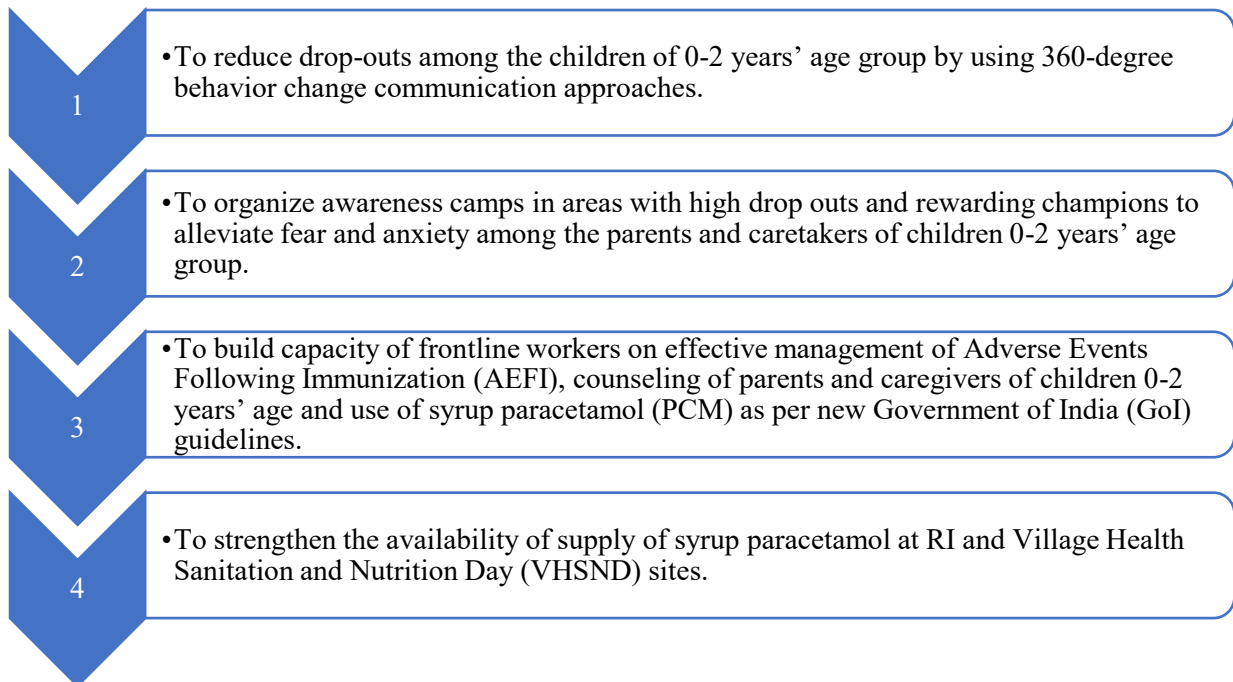 1
•To reduce drop-outs among the children of 0-2 years’ age group by using 360-degree
behavior change communication approaches.
2
•To organize awareness camps in areas with high drop outs and rewarding champions to
alleviate fear and anxiety among the parents and caretakers of children 0-2 years’ age
group.
3
•To build capacity of frontline workers on effective management of Adverse Events
Following Immunization (AEFI), counseling of parents and caregivers of children 0-2
years’ age and use of syrup paracetamol (PCM) as per new Government of India (GoI)
guidelines.
4
•To strengthen the availability of supply of syrup paracetamol at RI and Village Health
Sanitation and Nutrition Day (VHSND) sites.